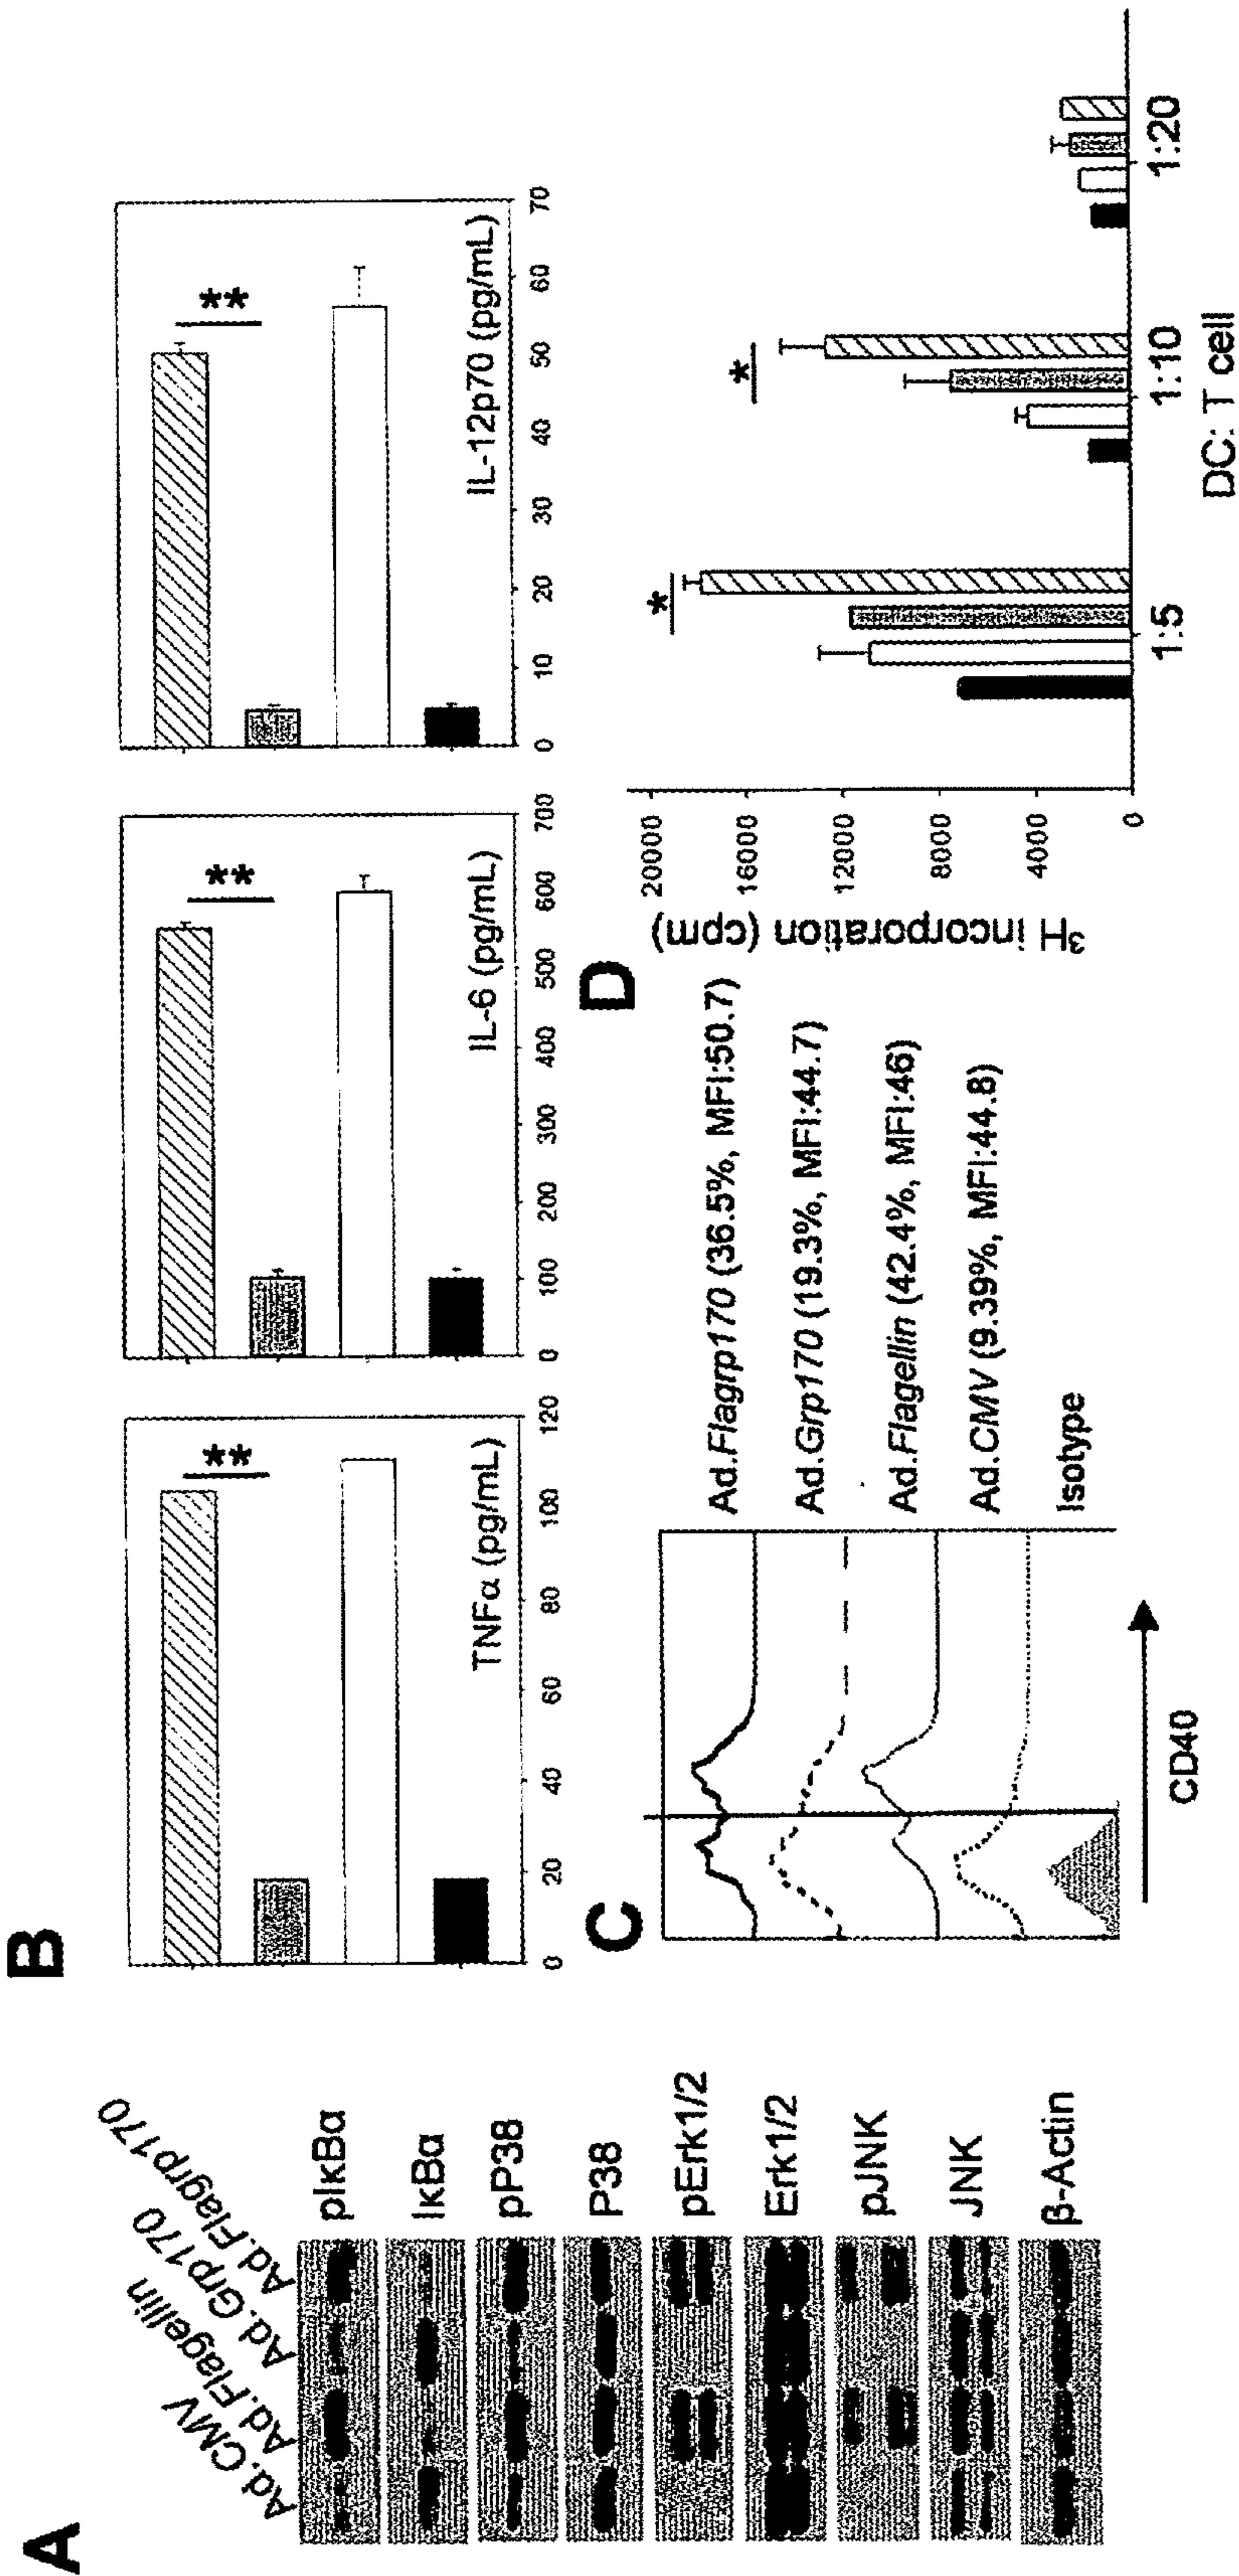 A
Ad.CMV
Ad.Flagellin
Ad.Grp170
Ad.Flagrp170
pIκBα
IκBα
pP38
P38
pErk1/2
Erk1/2
pJNK
JNK
β-Actin
B
**
TNFα (pg/mL)
0 20 40 60 80 100 120
**
IL-6 (pg/mL)
0 100 200 300 400 500 600 700
**
IL-12p70 (pg/mL)
0 10 20 30 40 50 60 70
C
Ad.Flagrp170 (36.5%, MFI:50.7)
Ad.Grp170 (19.3%, MFI:44.7)
Ad.Flagellin (42.4%, MFI:46)
Ad.CMV (9.39%, MFI:44.8)
Isotype
CD40
D
³H incorporation (cpm)
20000
16000
12000
8000
4000
0
*
*
1:5 1:10 1:20
DC: T cell